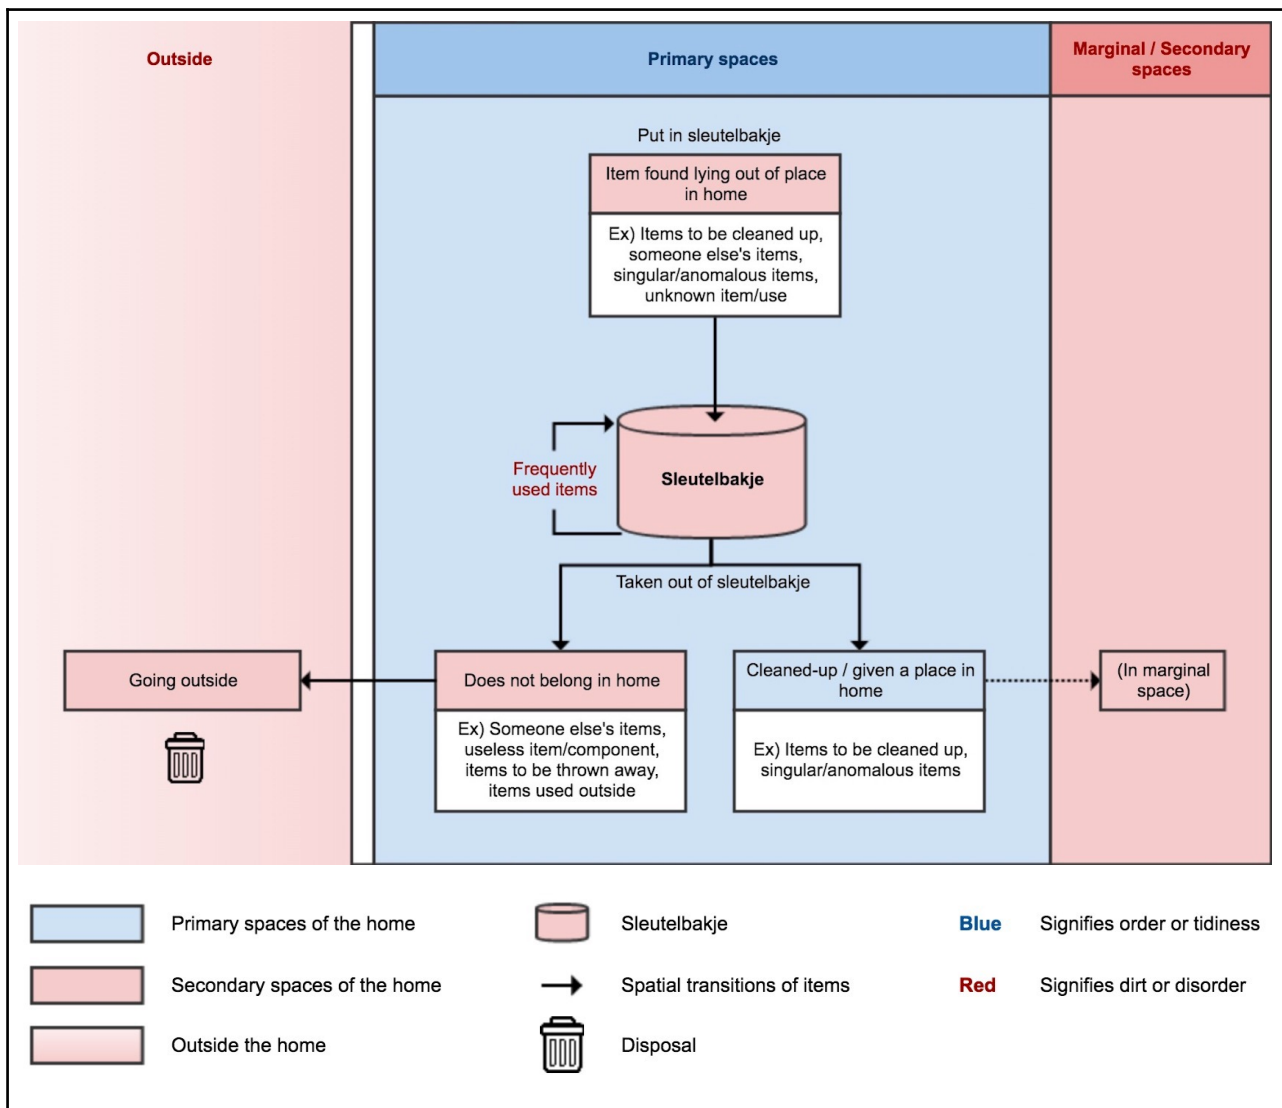 Outside
Primary spaces
Marginal / Secondary
spaces
Put in sleutelbakje
Item found lying out of place
in home
Ex) Items to be cleaned up,
someone else's items,
singular/anomalous items,
unknown item/use
Frequently
used items
Sleutelbakje
Taken out of sleutelbakje
Going outside
Does not belong in home
Ex) Someone else's items,
useless item/component,
items to be thrown away,
items used outside
Cleaned-up / given a place in
home
Ex) Items to be cleaned up,
singular/anomalous items
(In marginal
space)
Primary spaces of the home
Sleutelbakje
Blue Signifies order or tidiness
Secondary spaces of the home
Spatial transitions of items
Red Signifies dirt or disorder
Outside the home
Disposal